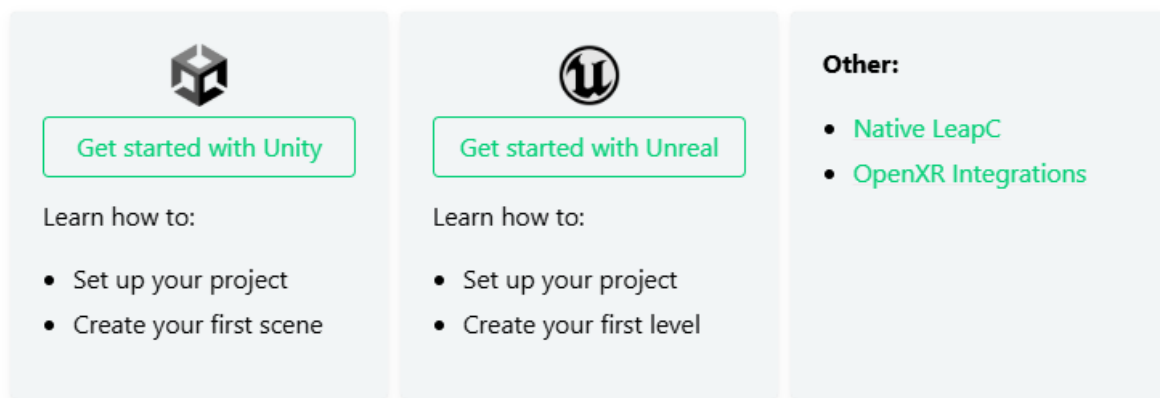 Get started with Unity
Learn how to:
Set up your project
Create your first scene
Get started with Unreal
Learn how to:
Set up your project
Create your first level
Other:
Native LeapC
OpenXR Integrations